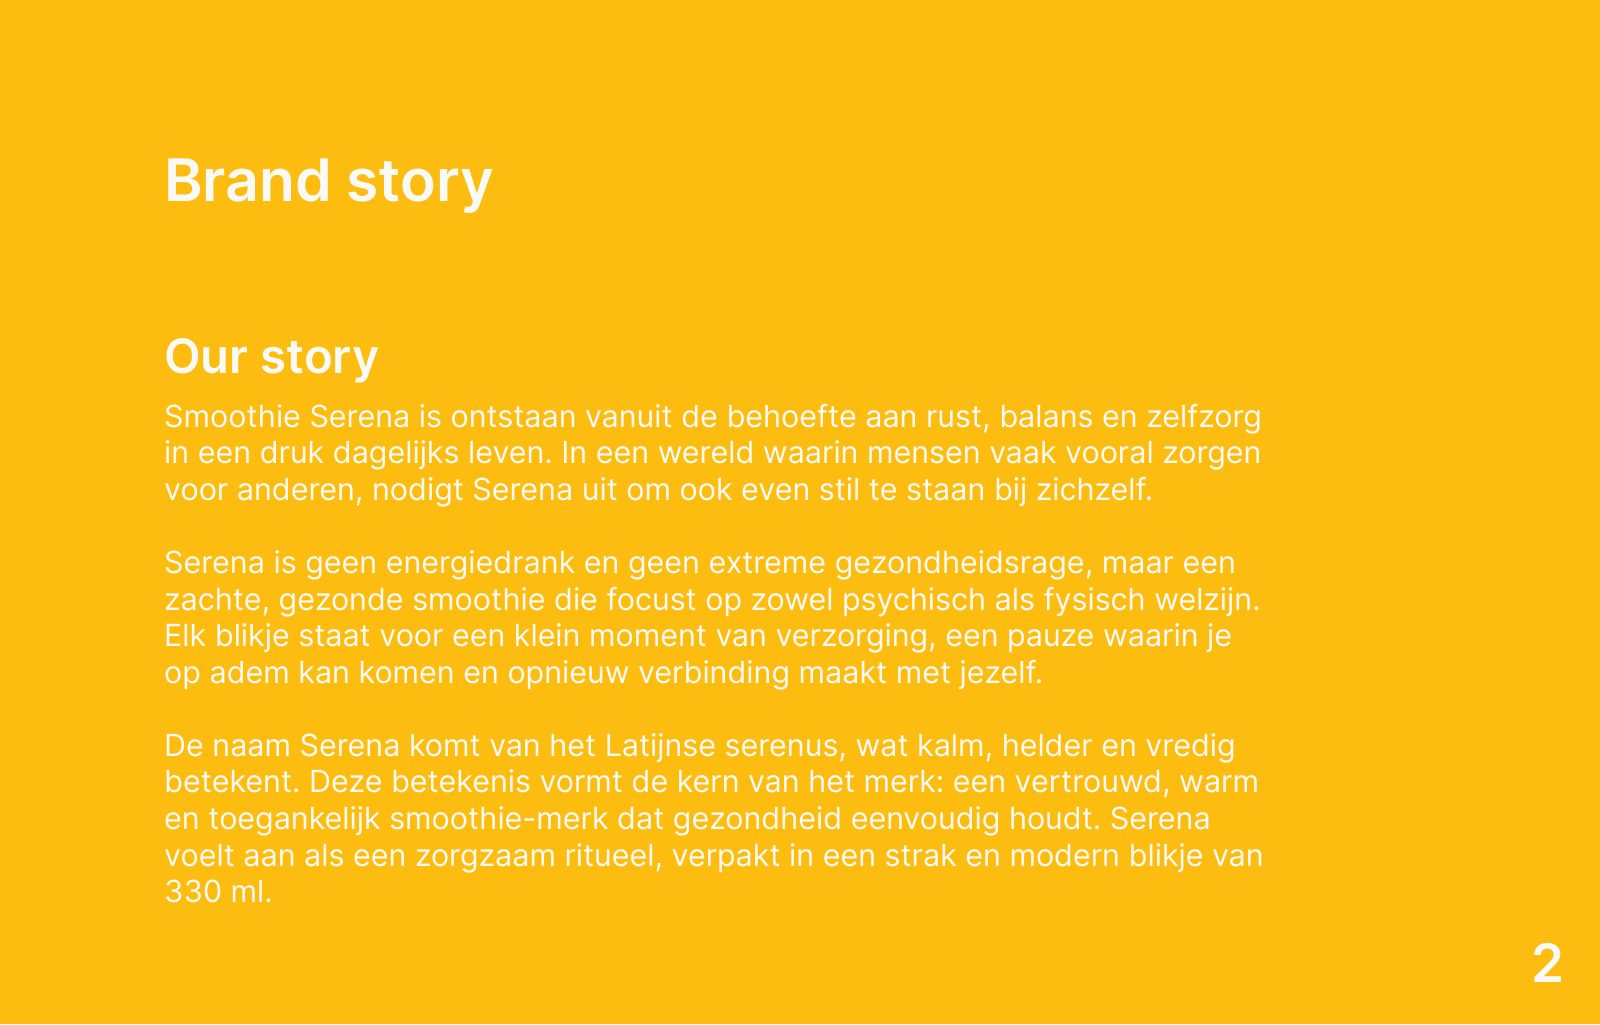 Brand story
Our story
Smoothie Serena is ontstaan vanuit de behoefte aan rust, balans en zelfzorg
in een druk dagelijks leven. In een wereld waarin mensen vaak vooral zorgen
voor anderen, nodigt Serena uit om ook even stil te staan bij zichzelf.
Serena is geen energiedrank en geen extreme gezondheidsrage, maar een
zachte, gezonde smoothie die focust op zowel psychisch als fysisch welzijn.
Elk blikje staat voor een klein moment van verzorging, een pauze waarin je
op adem kan komen en opnieuw verbinding maakt met jezelf.
De naam Serena komt van het Latijnse serenus, wat kalm, helder en vredig
betekent. Deze betekenis vormt de kern van het merk: een vertrouwd, warm
en toegankelijk smoothie-merk dat gezondheid eenvoudig houdt. Serena
voelt aan als een zorgzaam ritueel, verpakt in een strak en modern blikje van
330 ml.
2